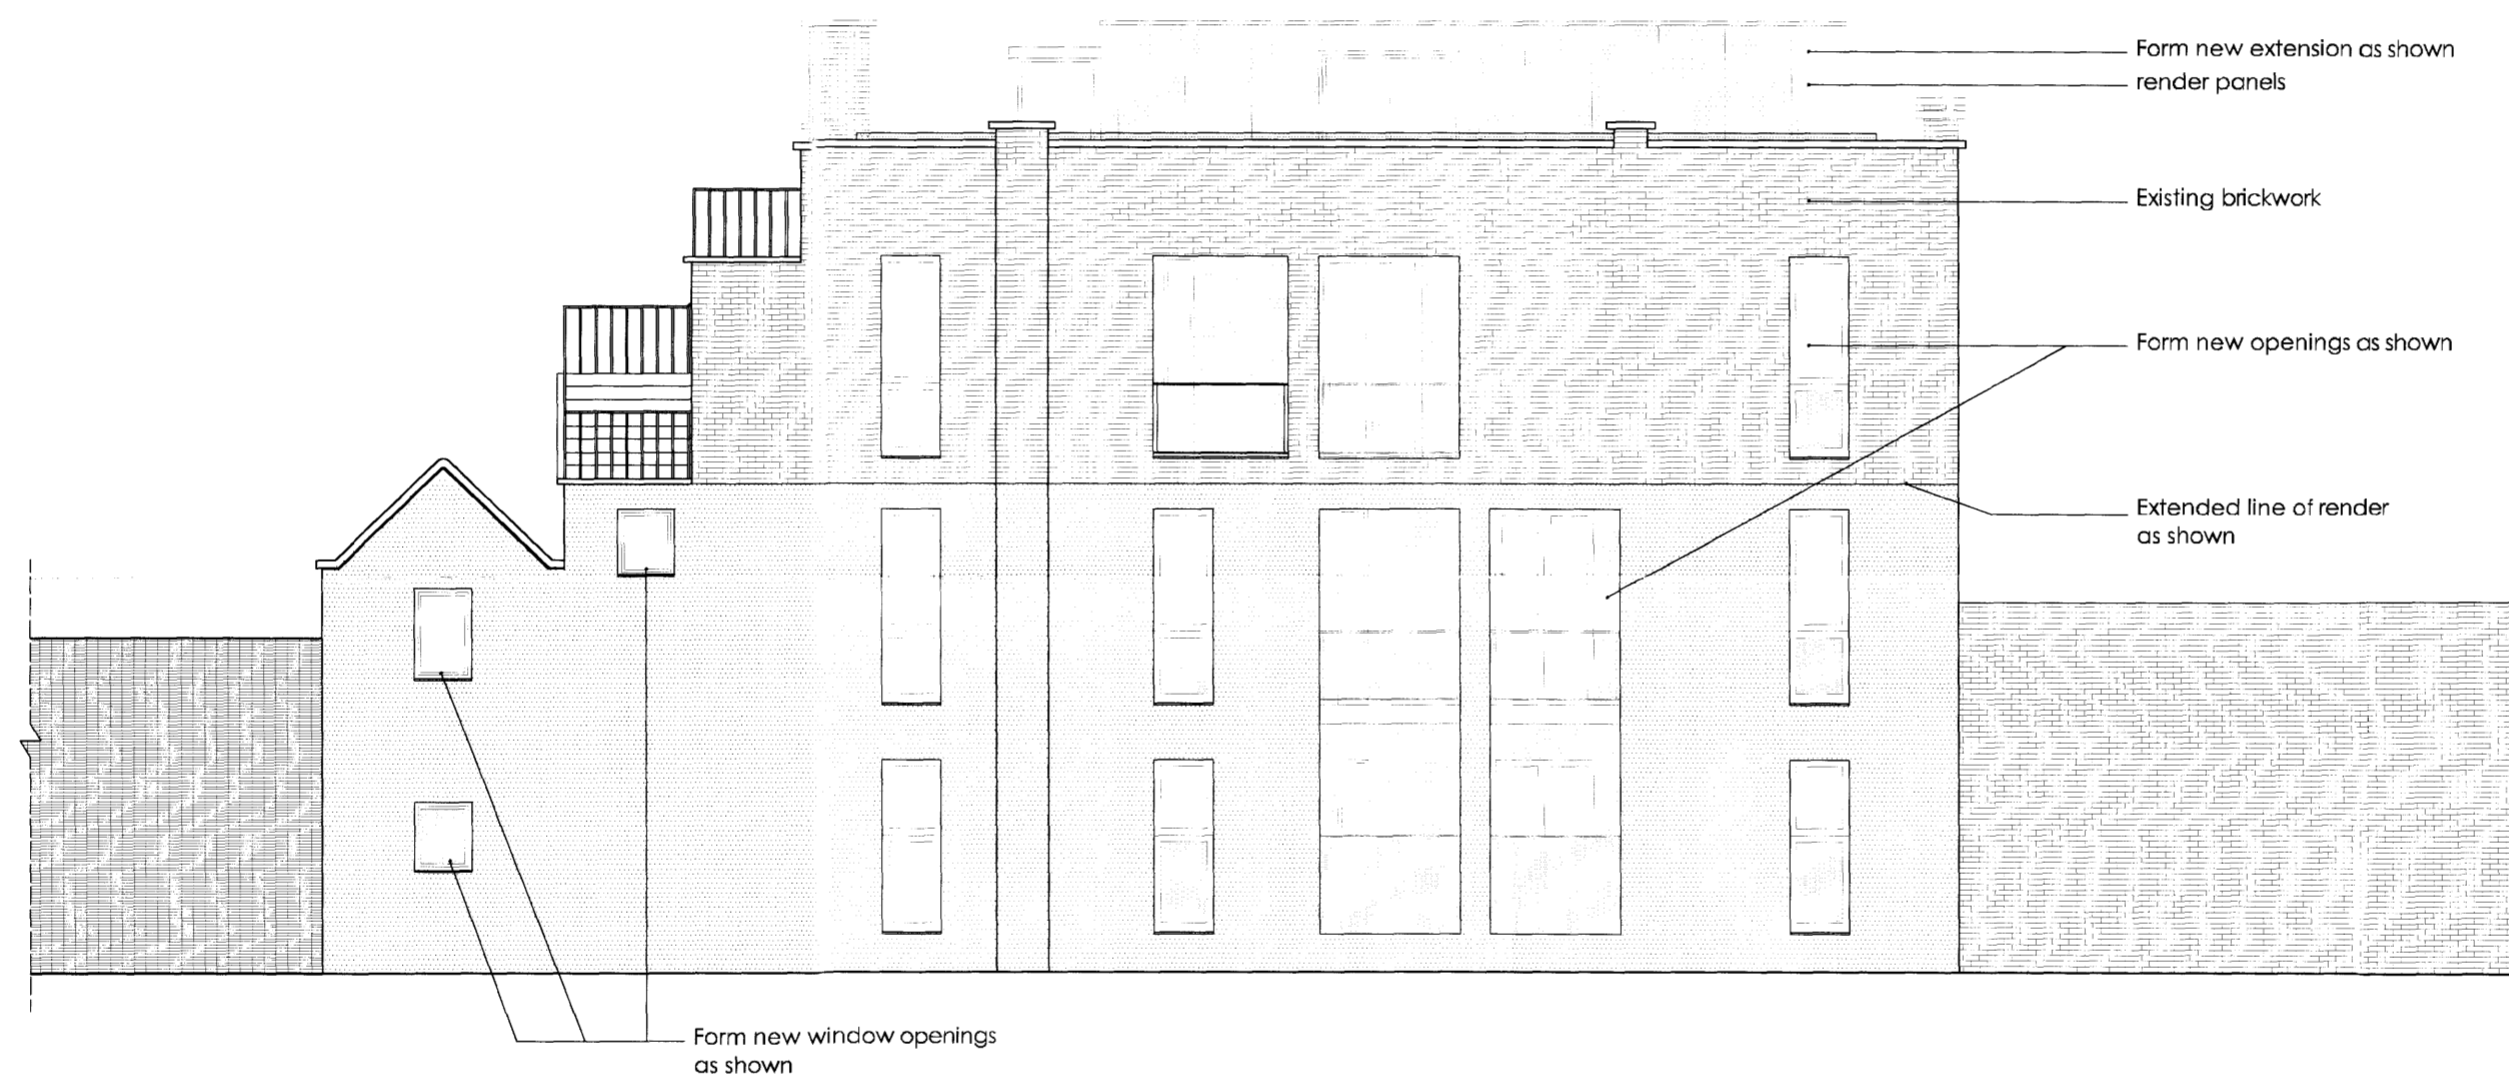 Form new extension as shown
render panels
Existing brickwork
Form new openings as shown
Extended line of render
as shown
Form new window openings
as shown